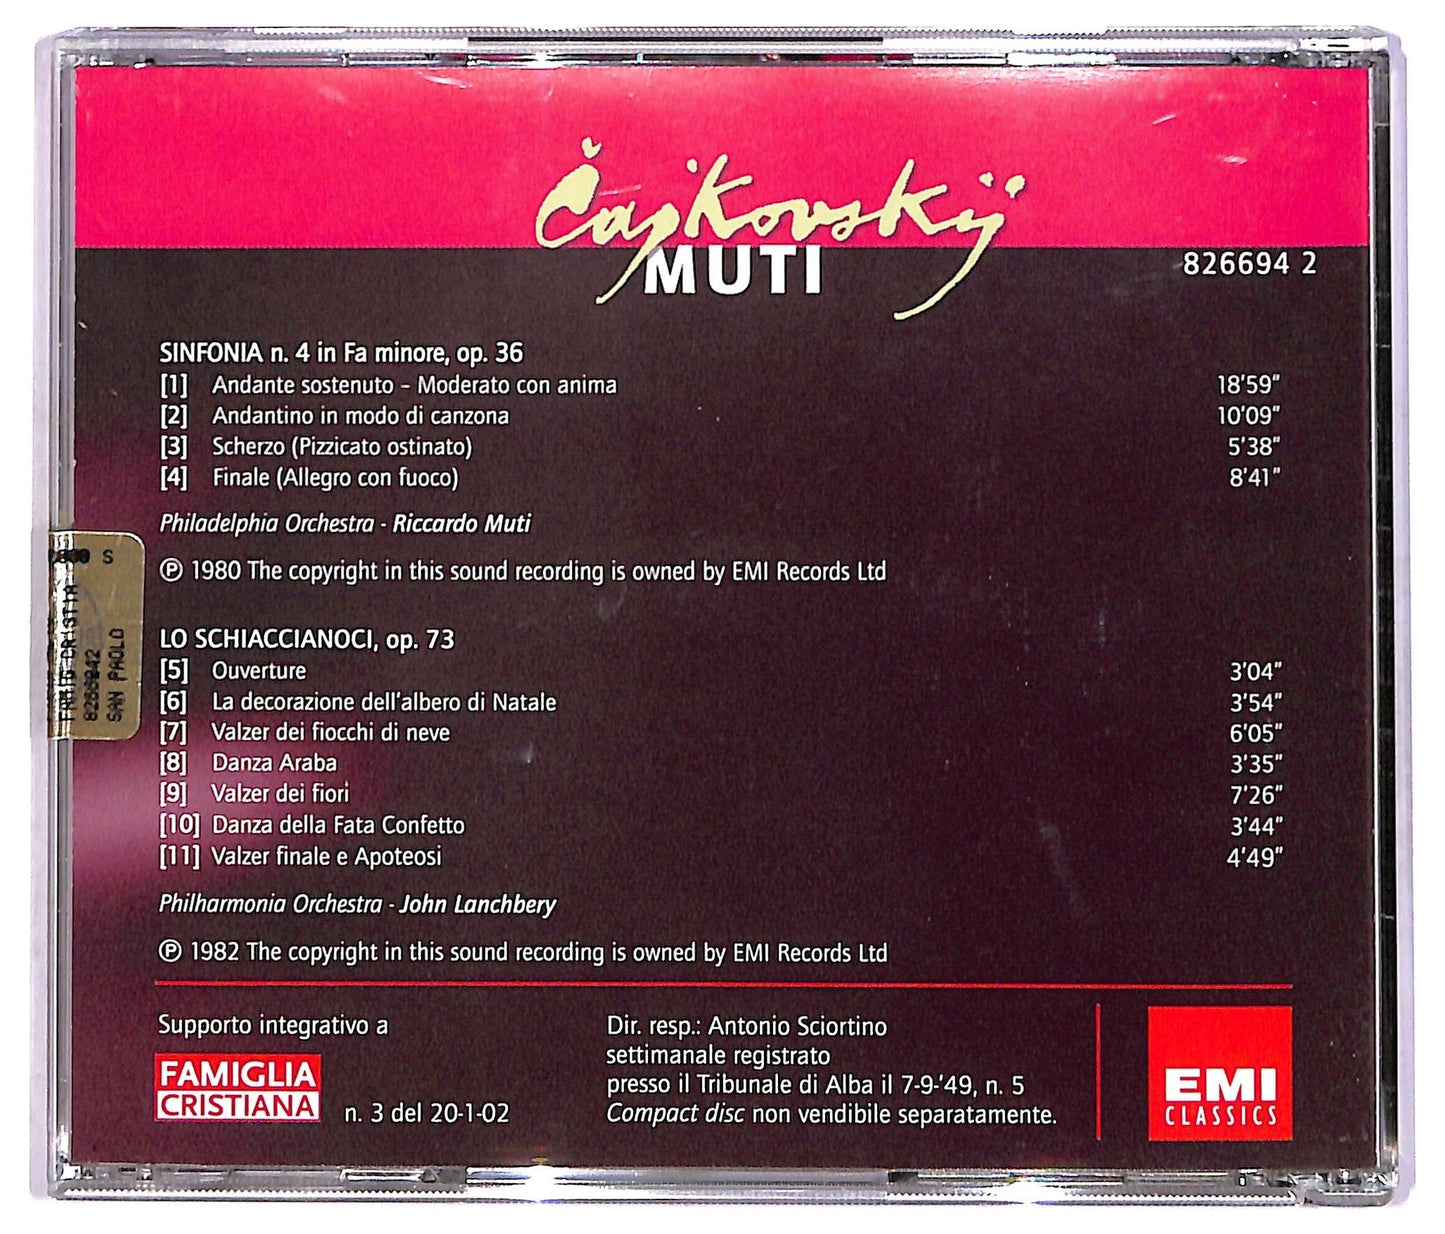 Čajkovskij
MUTI
826694 2
SINFONIA n. 4 in Fa minore, op. 36
[1] Andante sostenuto – Moderato con anima 18'59"
[2] Andantino in modo di canzona 10'09"
[3] Scherzo (Pizzicato ostinato) 5'38"
[4] Finale (Allegro con fuoco) 8'41"
Philadelphia Orchestra - Riccardo Muti
℗ 1980 The copyright in this sound recording is owned by EMI Records Ltd
LO SCHIACCIANOCI, op. 73
[5] Ouverture 3'04"
[6] La decorazione dell'albero di Natale 3'54"
[7] Valzer dei fiocchi di neve 6'05"
[8] Danza Araba 3'35"
[9] Valzer dei fiori 7'26"
[10] Danza della Fata Confetto 3'44"
[11] Valzer finale e Apoteosi 4'49"
Philharmonia Orchestra - John Lanchbery
℗ 1982 The copyright in this sound recording is owned by EMI Records Ltd
Supporto integrativo a
FAMIGLIA
CRISTIANA
n. 3 del 20-1-02
Dir. resp.: Antonio Sciortino
settimanale registrato
presso il Tribunale di Alba il 7-9-'49, n. 5
Compact disc non vendibile separatamente.
EMI
CLASSICS
S
SAN PAOLO